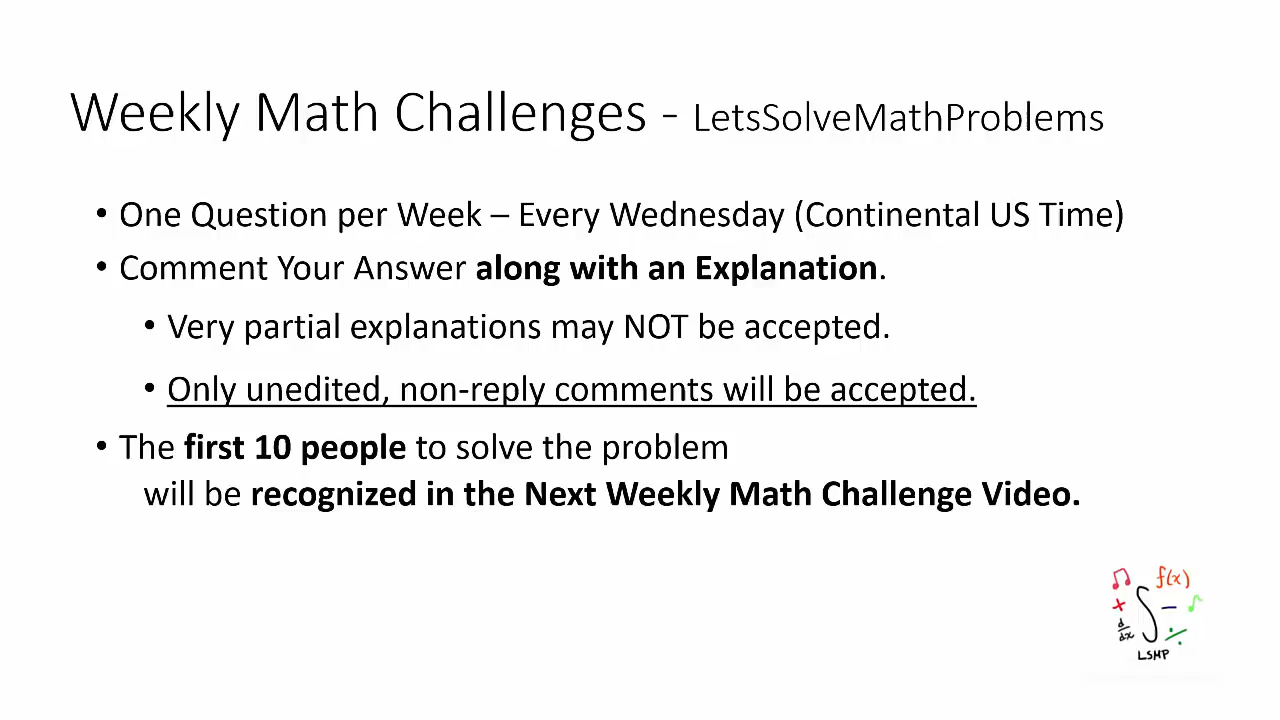 Weekly Math Challenges - LetsSolveMathProblems
• One Question per Week – Every Wednesday (Continental US Time)
• Comment Your Answer along with an Explanation.
• Very partial explanations may NOT be accepted.
• Only unedited, non-reply comments will be accepted.
• The first 10 people to solve the problem
will be recognized in the Next Weekly Math Challenge Video.
f(x)
+ ∫ −
d/dx ÷
LSMP